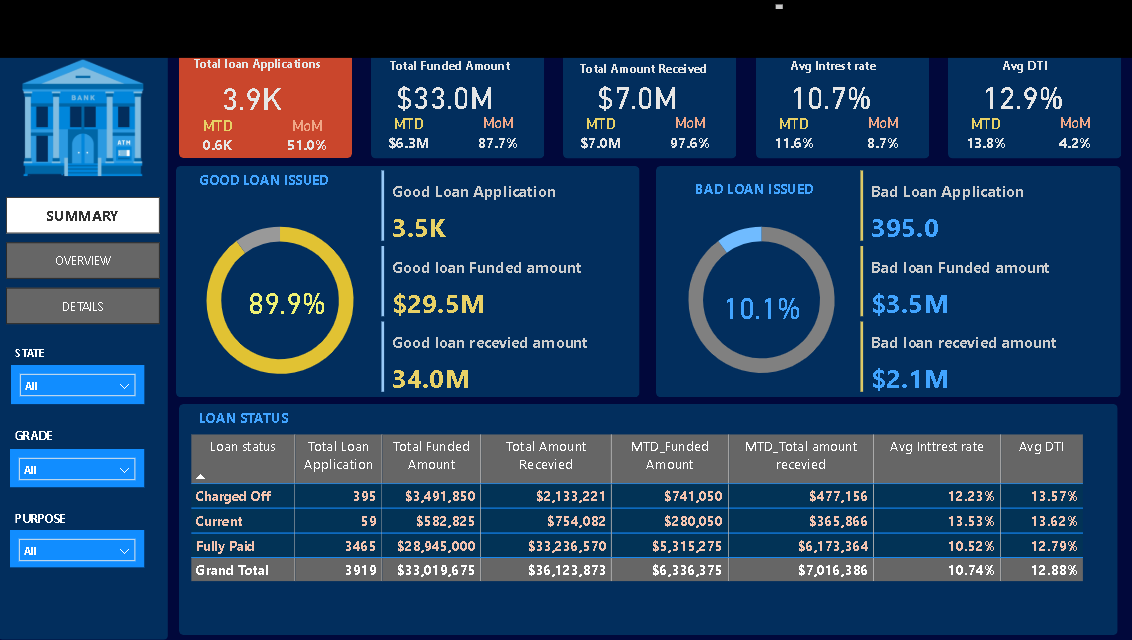 Total loan Applications
3.9K
MTD MoM
0.6K 51.0%
Total Funded Amount
$33.0M
MTD MoM
$6.3M 87.7%
Total Amount Received
$7.0M
MTD MoM
$7.0M 97.6%
Avg Intrest rate
10.7%
MTD MoM
11.6% 8.7%
Avg DTI
12.9%
MTD MoM
13.8% 4.2%
BANK
ATM
SUMMARY
OVERVIEW
DETAILS
STATE
All
GRADE
All
PURPOSE
All
GOOD LOAN ISSUED
89.9%
Good Loan Application
3.5K
Good loan Funded amount
$29.5M
Good loan recevied amount
34.0M
BAD LOAN ISSUED
10.1%
Bad Loan Application
395.0
Bad loan Funded amount
$3.5M
Bad loan recevied amount
$2.1M
LOAN STATUS
Loan status Total Loan Application Total Funded Amount Total Amount Recevied MTD_Funded Amount MTD_Total amount recevied Avg Inttrest rate Avg DTI
Charged Off 395 $3,491,850 $2,133,221 $741,050 $477,156 12.23% 13.57%
Current 59 $582,825 $754,082 $280,050 $365,866 13.53% 13.62%
Fully Paid 3465 $28,945,000 $33,236,570 $5,315,275 $6,173,364 10.52% 12.79%
Grand Total 3919 $33,019,675 $36,123,873 $6,336,375 $7,016,386 10.74% 12.88%